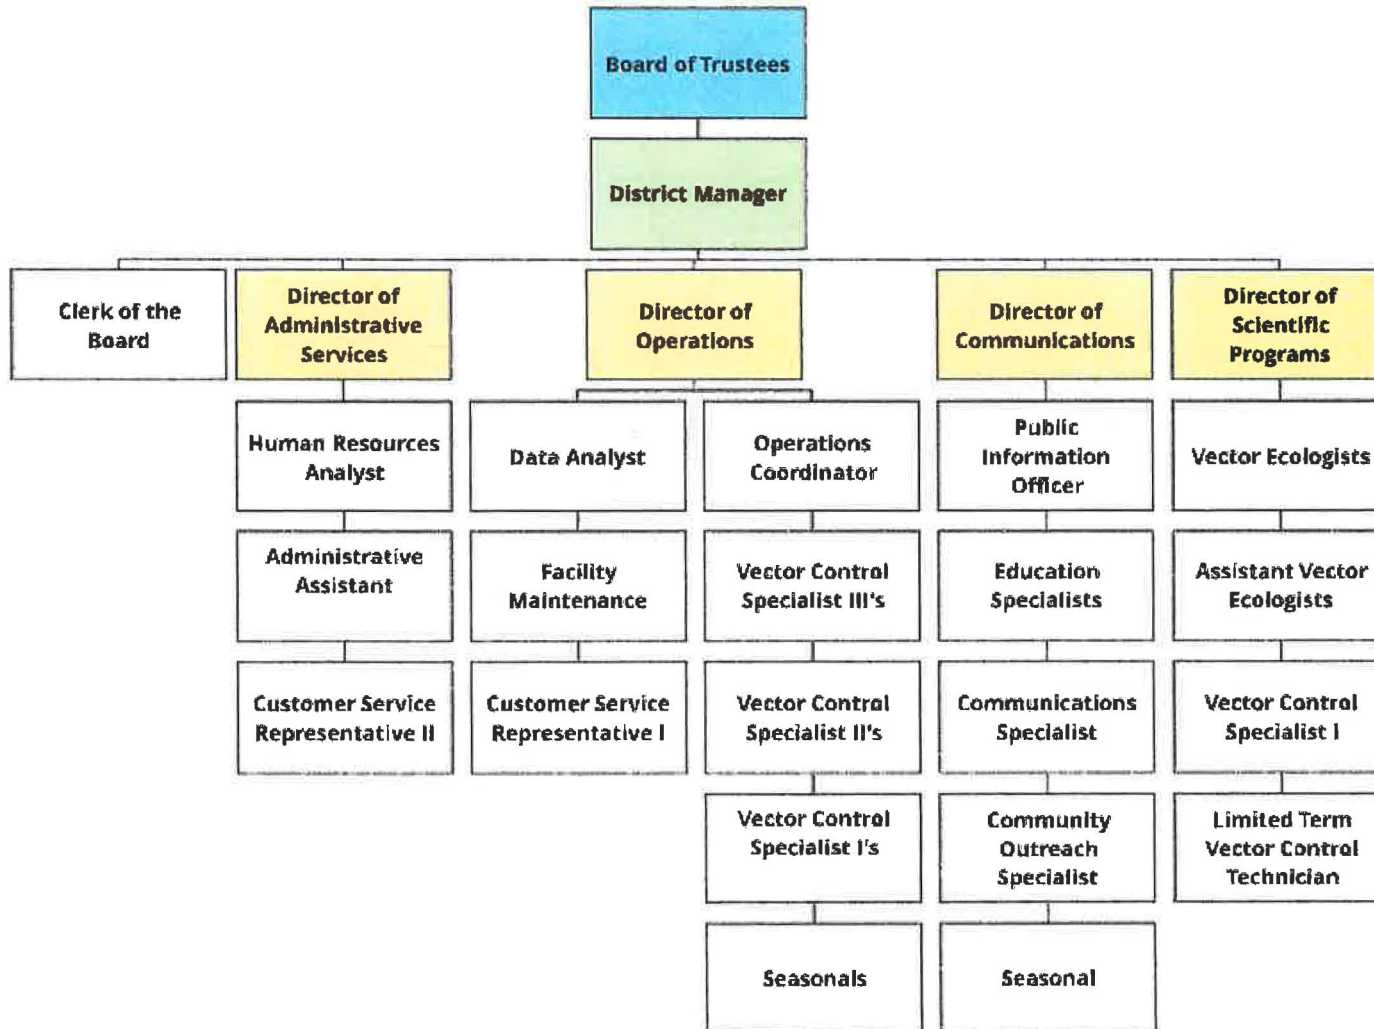 Board of Trustees
District Manager
Clerk of the
Board
Director of
Administrative
Services
Director of
Operations
Director of
Communications
Director of
Scientific
Programs
Human Resources
Analyst
Data Analyst
Operations
Coordinator
Public
Information
Officer
Vector Ecologists
Administrative
Assistant
Facility
Maintenance
Vector Control
Specialist III's
Education
Specialists
Assistant Vector
Ecologists
Customer Service
Representative II
Customer Service
Representative I
Vector Control
Specialist II's
Communications
Specialist
Vector Control
Specialist I
Vector Control
Specialist I's
Community
Outreach
Specialist
Limited Term
Vector Control
Technician
Seasonals
Seasonal